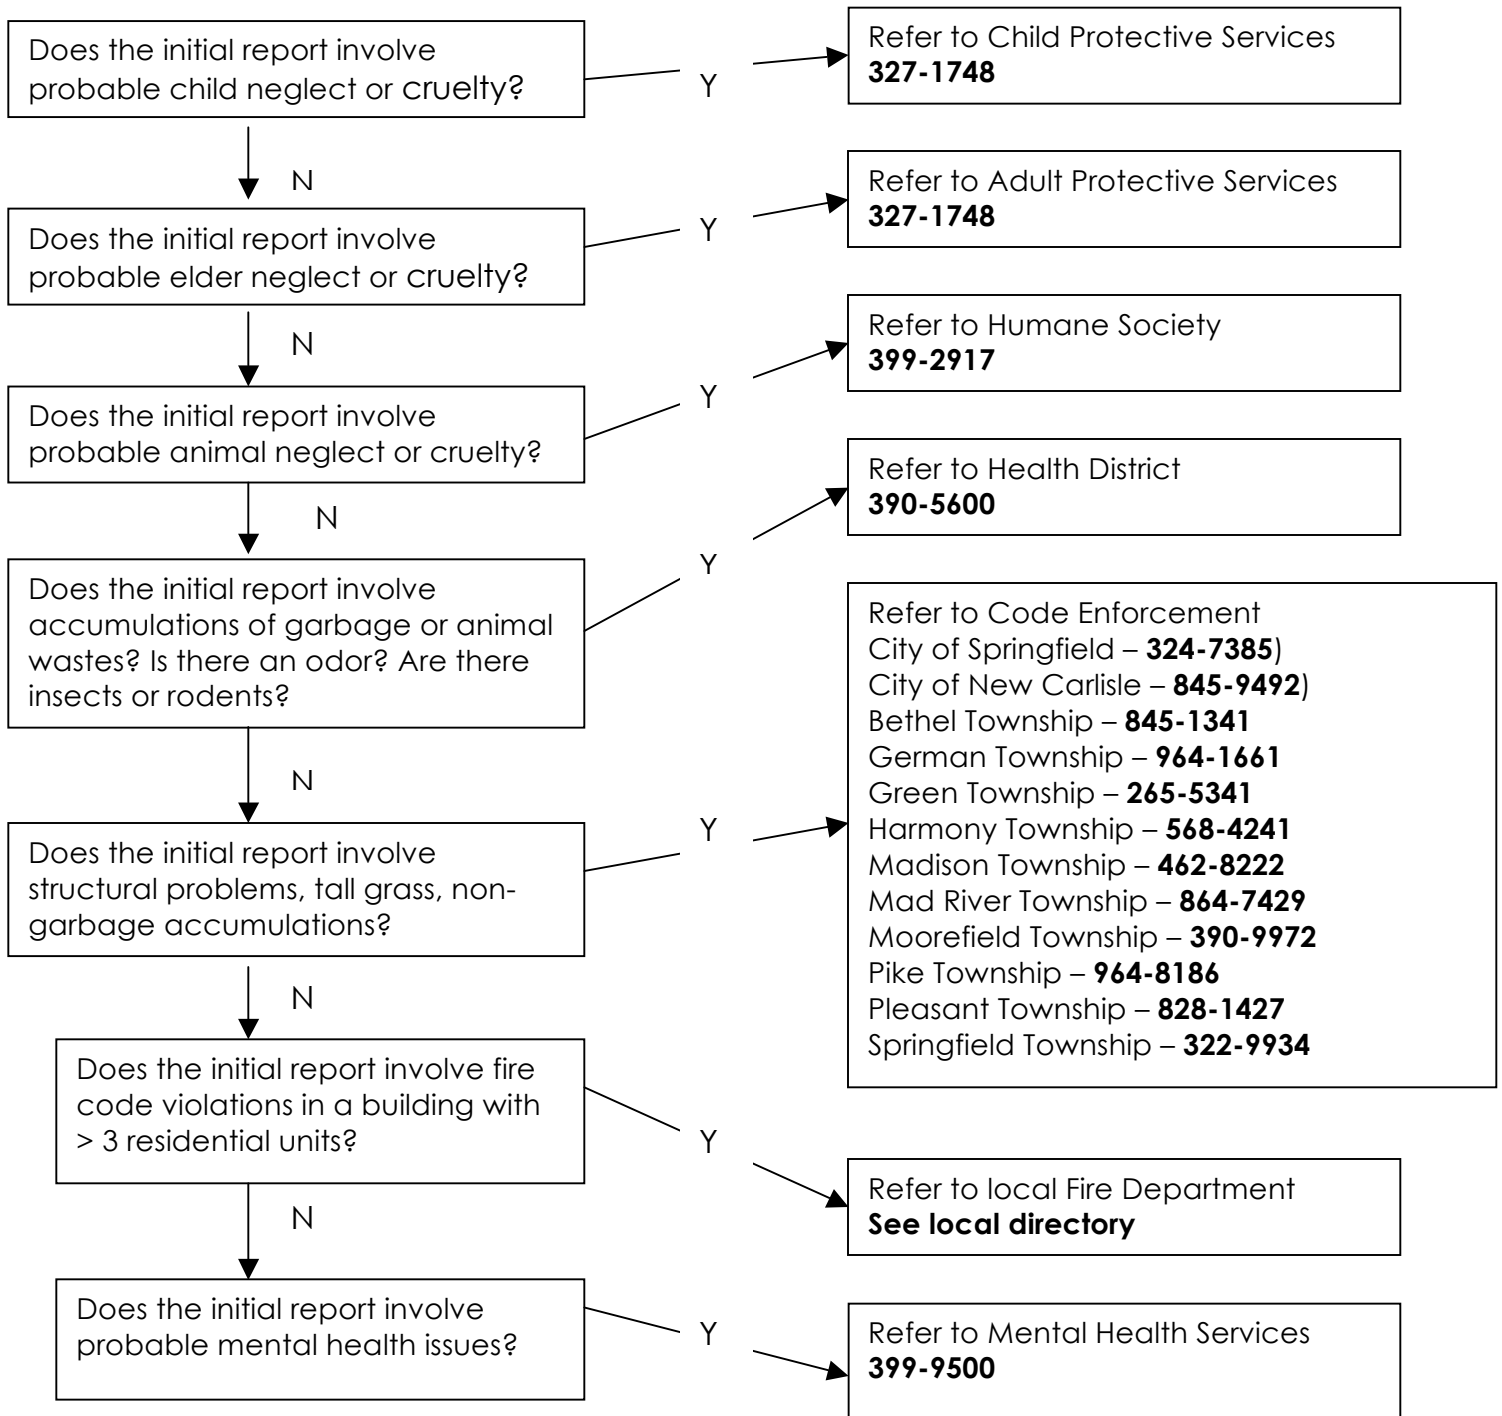 Does the initial report involve
probable child neglect or cruelty?
Y
Refer to Child Protective Services
327-1748
N
Does the initial report involve
probable elder neglect or cruelty?
Y
Refer to Adult Protective Services
327-1748
N
Does the initial report involve
probable animal neglect or cruelty?
Y
Refer to Humane Society
399-2917
N
Does the initial report involve
accumulations of garbage or animal
wastes? Is there an odor? Are there
insects or rodents?
Y
Refer to Health District
390-5600
N
Does the initial report involve
structural problems, tall grass, non-
garbage accumulations?
Y
Refer to Code Enforcement
City of Springfield – 324-7385)
City of New Carlisle – 845-9492)
Bethel Township – 845-1341
German Township – 964-1661
Green Township – 265-5341
Harmony Township – 568-4241
Madison Township – 462-8222
Mad River Township – 864-7429
Moorefield Township – 390-9972
Pike Township – 964-8186
Pleasant Township – 828-1427
Springfield Township – 322-9934
N
Does the initial report involve fire
code violations in a building with
> 3 residential units?
Y
Refer to local Fire Department
See local directory
N
Does the initial report involve
probable mental health issues?
Y
Refer to Mental Health Services
399-9500